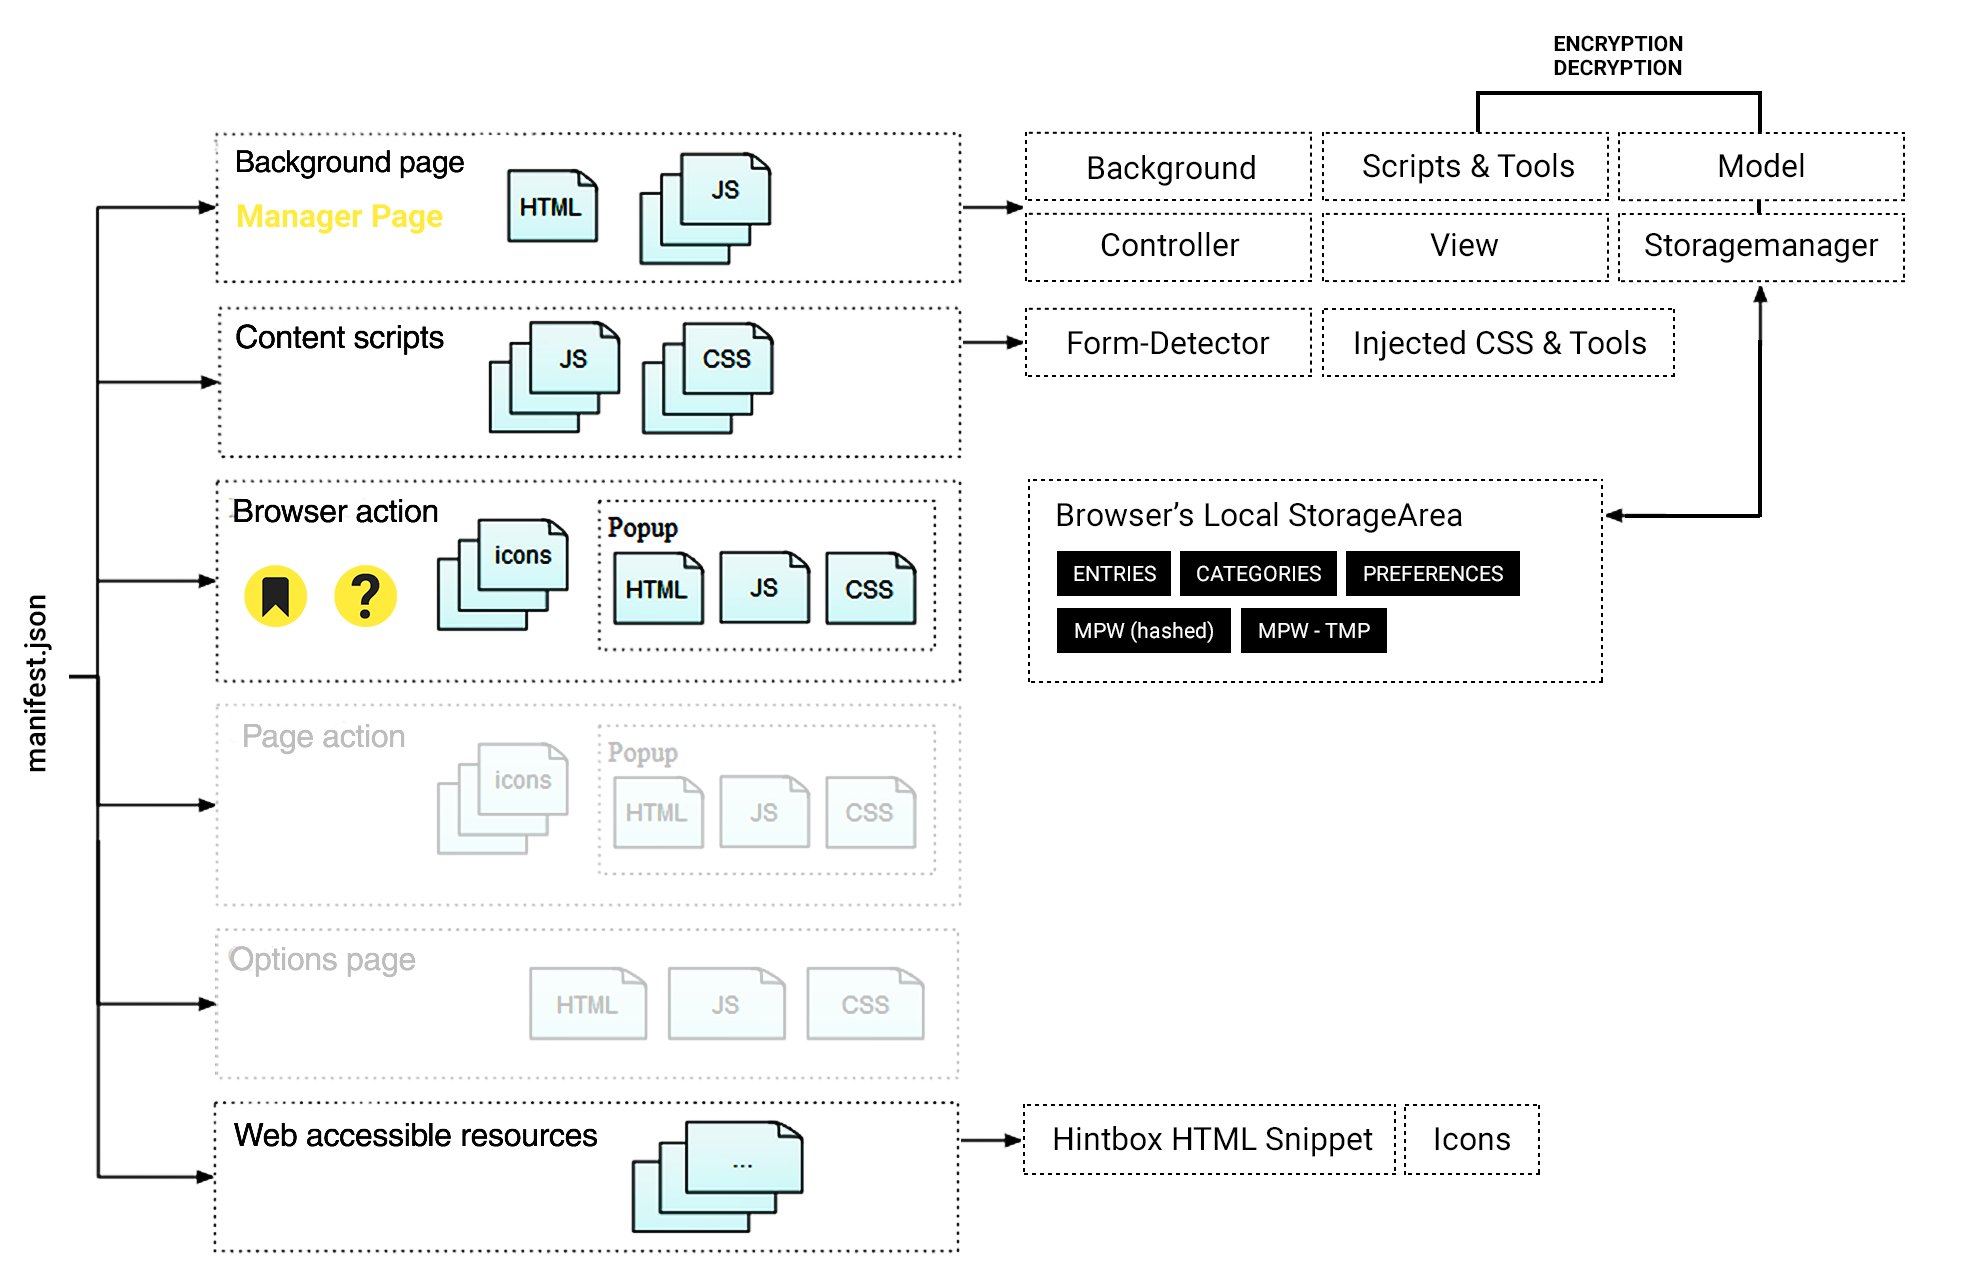 ENCRYPTION
DECRYPTION
manifest.json
Background page
Manager Page
HTML
JS
Background
Scripts & Tools
Model
Controller
View
Storagemanager
Content scripts
JS
CSS
Form-Detector
Injected CSS & Tools
Browser action
?
icons
Popup
HTML
JS
CSS
Browser’s Local StorageArea
ENTRIES
CATEGORIES
PREFERENCES
MPW (hashed)
MPW - TMP
Page action
icons
Popup
HTML
JS
CSS
Options page
HTML
JS
CSS
Web accessible resources
...
Hintbox HTML Snippet
Icons